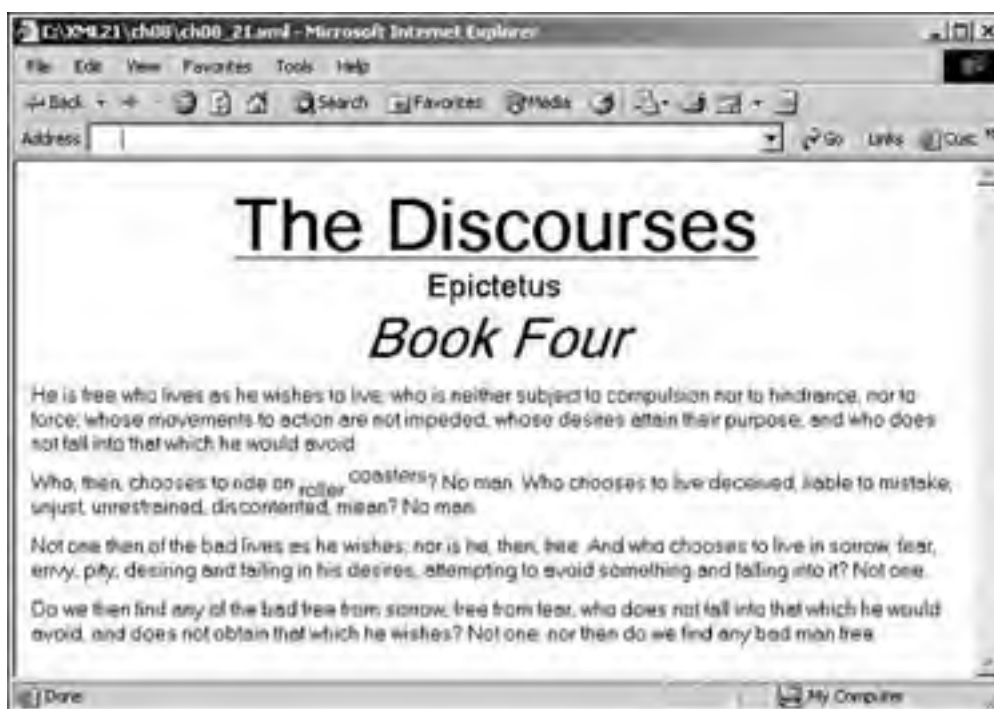 C:\XML21\ch08\ch08_21.xml - Microsoft Internet Explorer
File Edit View Favorites Tools Help
Back Search Favorites Media
Address Go Links Cust
The Discourses
Epictetus
Book Four
He is free who lives as he wishes to live; who is neither subject to compulsion nor to hindrance, nor to
force; whose movements to action are not impeded, whose desires attain their purpose, and who does
not fall into that which he would avoid.
Who, then, chooses to ride on roller coasters? No man. Who chooses to live deceived, liable to mistake,
unjust, unrestrained, discontented, mean? No man.
Not one then of the bad lives as he wishes; nor is he, then, free. And who chooses to live in sorrow, fear,
envy, pity, desiring and failing in his desires, attempting to avoid something and falling into it? Not one.
Do we then find any of the bad free from sorrow, free from fear, who does not fall into that which he would
avoid, and does not obtain that which he wishes? Not one; nor then do we find any bad man free.
Done My Computer